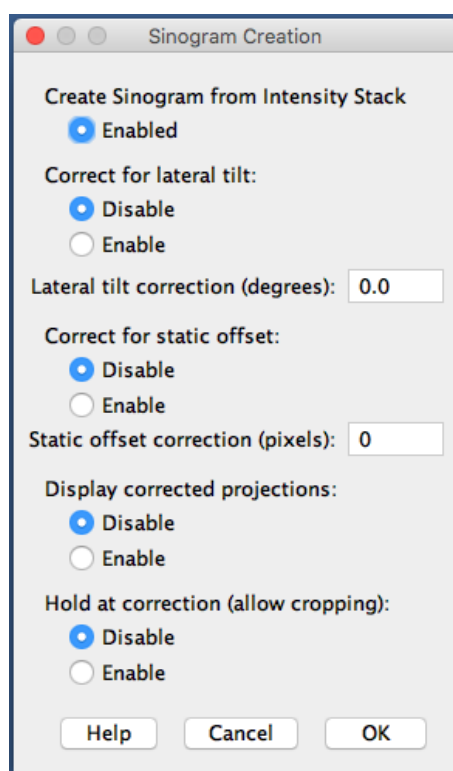 Sinogram Creation
Create Sinogram from Intensity Stack
Enabled
Correct for lateral tilt:
Disable
Enable
Lateral tilt correction (degrees): 0.0
Correct for static offset:
Disable
Enable
Static offset correction (pixels): 0
Display corrected projections:
Disable
Enable
Hold at correction (allow cropping):
Disable
Enable
Help Cancel OK